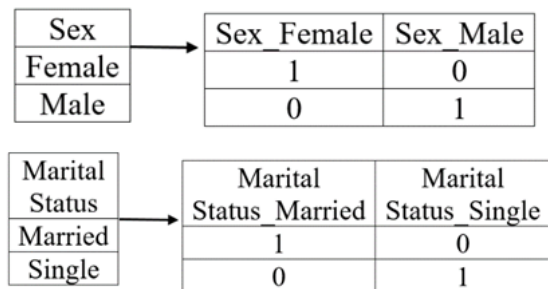 Sex
Female
Male
Sex_Female Sex_Male
1 0
0 1
Marital
Status
Married
Single
Marital Marital
Status_Married Status_Single
1 0
0 1